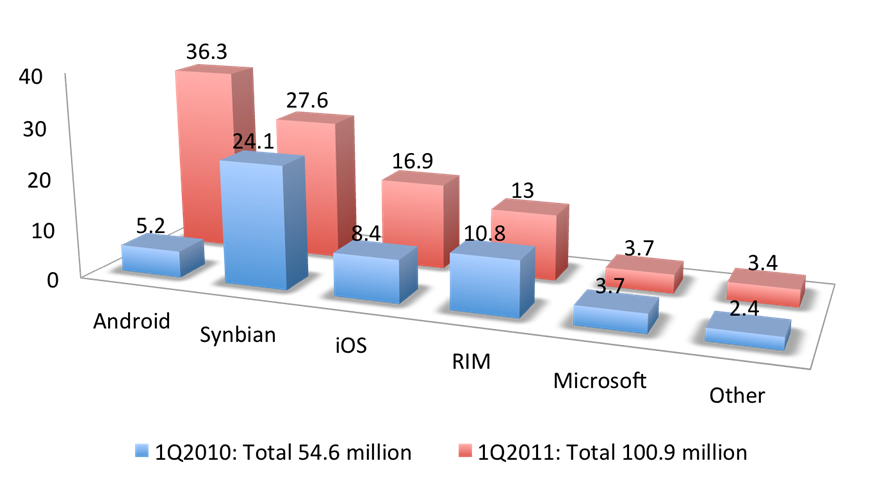 36.3
40
27.6
30
24.1
16.9
20
13
5.2
8.4
10.8
10
3.7
3.4
0
3.7
2.4
Android
Synbian
iOS
RIM
Microsoft
Other
1Q2010: Total 54.6 million
1Q2011: Total 100.9 million